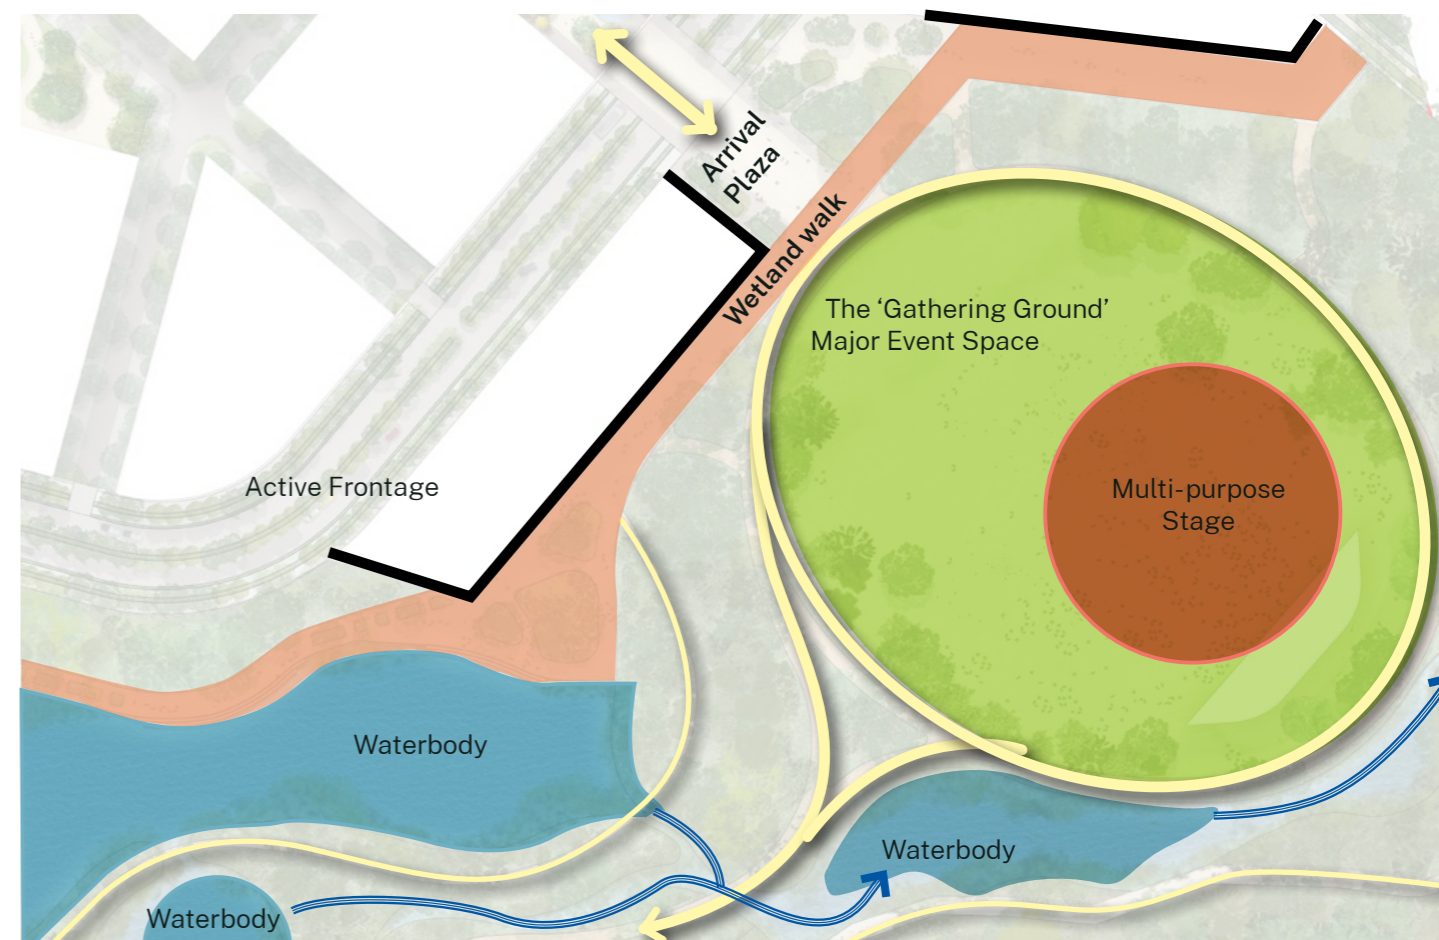 Arrival
Plaza
Wetland walk
The ‘Gathering Ground’
Major Event Space
Active Frontage
Multi-purpose
Stage
Waterbody
Waterbody
Waterbody